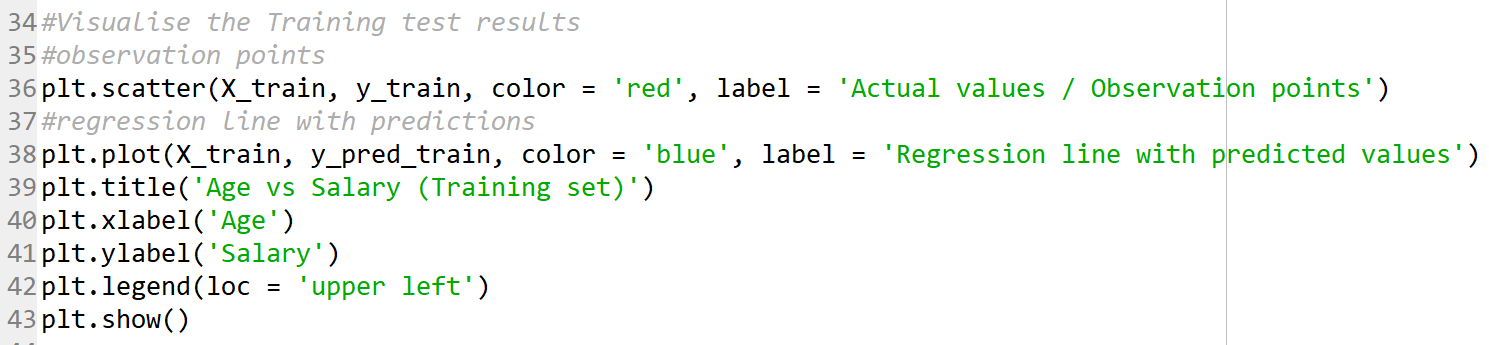 34 #Visualise the Training test results
35 #observation points
36 plt.scatter(X_train, y_train, color = 'red', label = 'Actual values / Observation points')
37 #regression line with predictions
38 plt.plot(X_train, y_pred_train, color = 'blue', label = 'Regression line with predicted values')
39 plt.title('Age vs Salary (Training set)')
40 plt.xlabel('Age')
41 plt.ylabel('Salary')
42 plt.legend(loc = 'upper left')
43 plt.show()